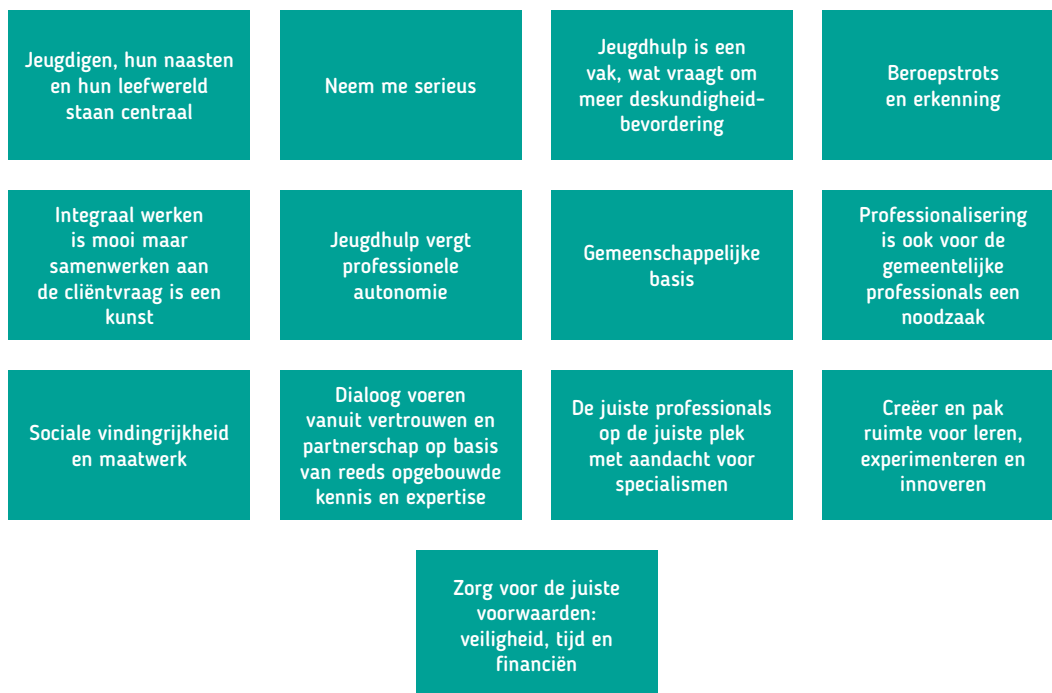 Jeugdigen, hun naasten
en hun leefwereld
staan centraal
Neem me serieus
Jeugdhulp is een
vak, wat vraagt om
meer deskundigheid-
bevordering
Beroepstrots
en erkenning
Integraal werken
is mooi maar
samenwerken aan
de cliëntvraag is een
kunst
Jeugdhulp vergt
professionele
autonomie
Gemeenschappelijke
basis
Professionalisering
is ook voor de
gemeentelijke
professionals een
noodzaak
Sociale vindingrijkheid
en maatwerk
Dialoog voeren
vanuit vertrouwen en
partnerschap op basis
van reeds opgebouwde
kennis en expertise
De juiste professionals
op de juiste plek
met aandacht voor
specialismen
Creëer en pak
ruimte voor leren,
experimenteren en
innoveren
Zorg voor de juiste
voorwaarden:
veiligheid, tijd en
financiën